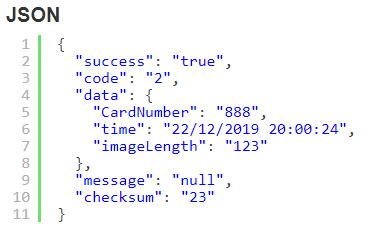 JSON
1 {
2   "success": "true",
3   "code": "2",
4   "data": {
5     "CardNumber": "888",
6     "time": "22/12/2019 20:00:24",
7     "imageLength": "123"
8   },
9   "message": "null",
10   "checksum": "23"
11 }